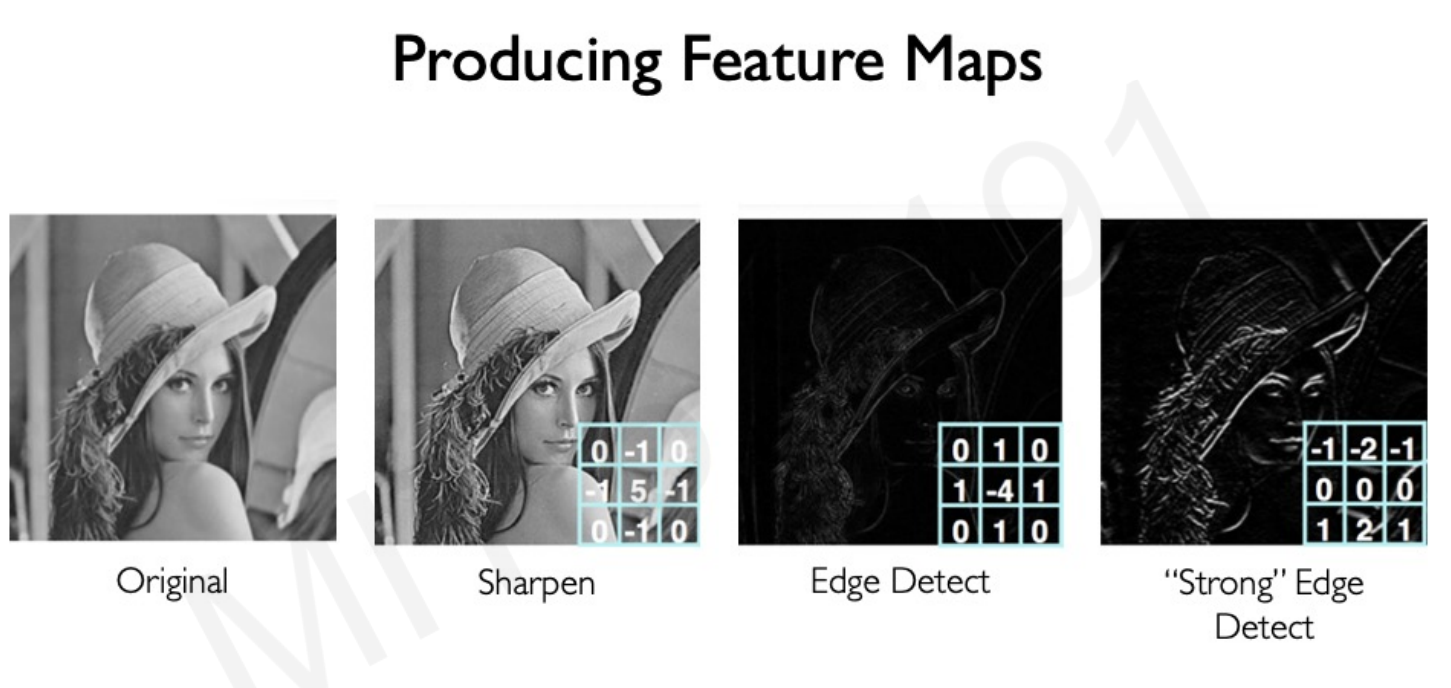 Producing Feature Maps
0 -1 0
-1 5 -1
0 -1 0
0 1 0
1 -4 1
0 1 0
-1 -2 -1
0 0 0
1 2 1
Original
Sharpen
Edge Detect
“Strong” Edge
Detect